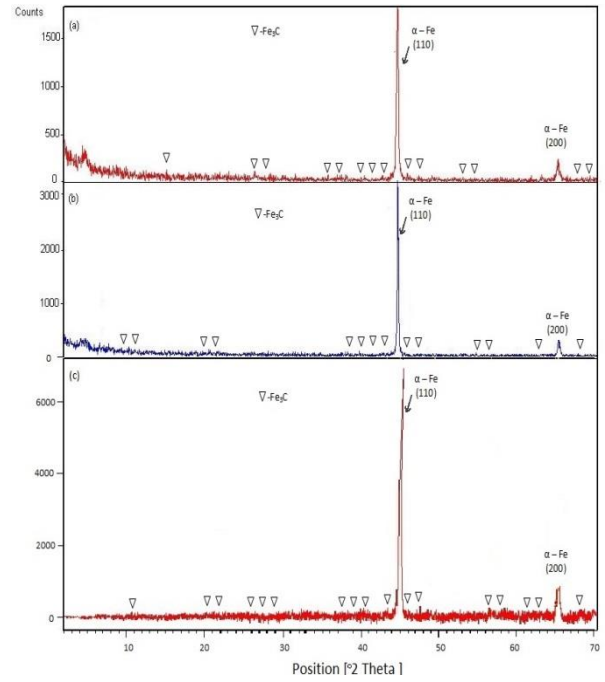 Counts
(a)
▽-Fe₃C
α – Fe
(110)
α – Fe
(200)
1500
1000
500
0
(b)
▽-Fe₃C
α – Fe
(110)
α – Fe
(200)
3000
2000
1000
0
(c)
▽-Fe₃C
α – Fe
(110)
α – Fe
(200)
6000
4000
2000
0
10 20 30 40 50 60 70
Position [º2 Theta ]